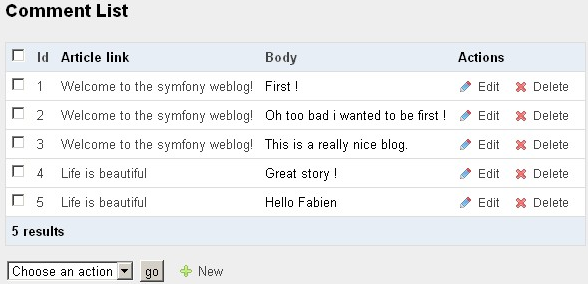 Comment List
Id Article link Body Actions
1 Welcome to the symfony weblog! First ! Edit Delete
2 Welcome to the symfony weblog! Oh too bad i wanted to be first ! Edit Delete
3 Welcome to the symfony weblog! This is a really nice blog. Edit Delete
4 Life is beautiful Great story ! Edit Delete
5 Life is beautiful Hello Fabien Edit Delete
5 results
Choose an action go New